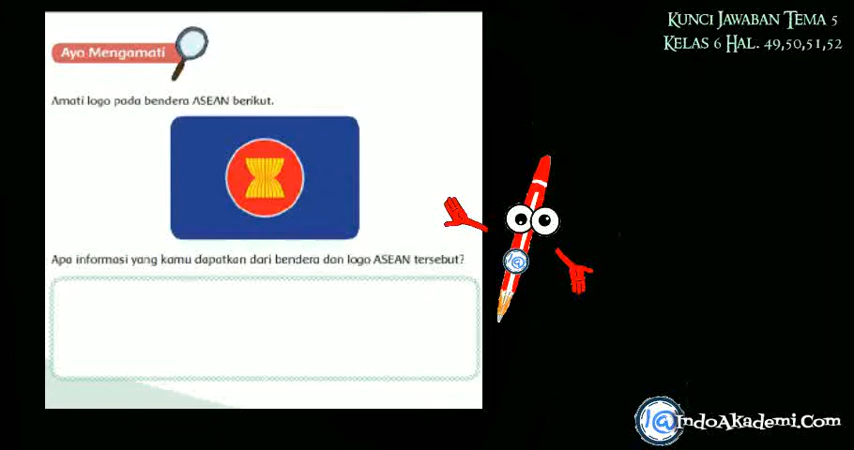 Kunci Jawaban Tema 5
Kelas 6 Hal. 49,50,51,52
Ayo Mengamati
Amati logo pada bendera ASEAN berikut.
Apa informasi yang kamu dapatkan dari bendera dan logo ASEAN tersebut?
I@
I@IndoAkademi.Com